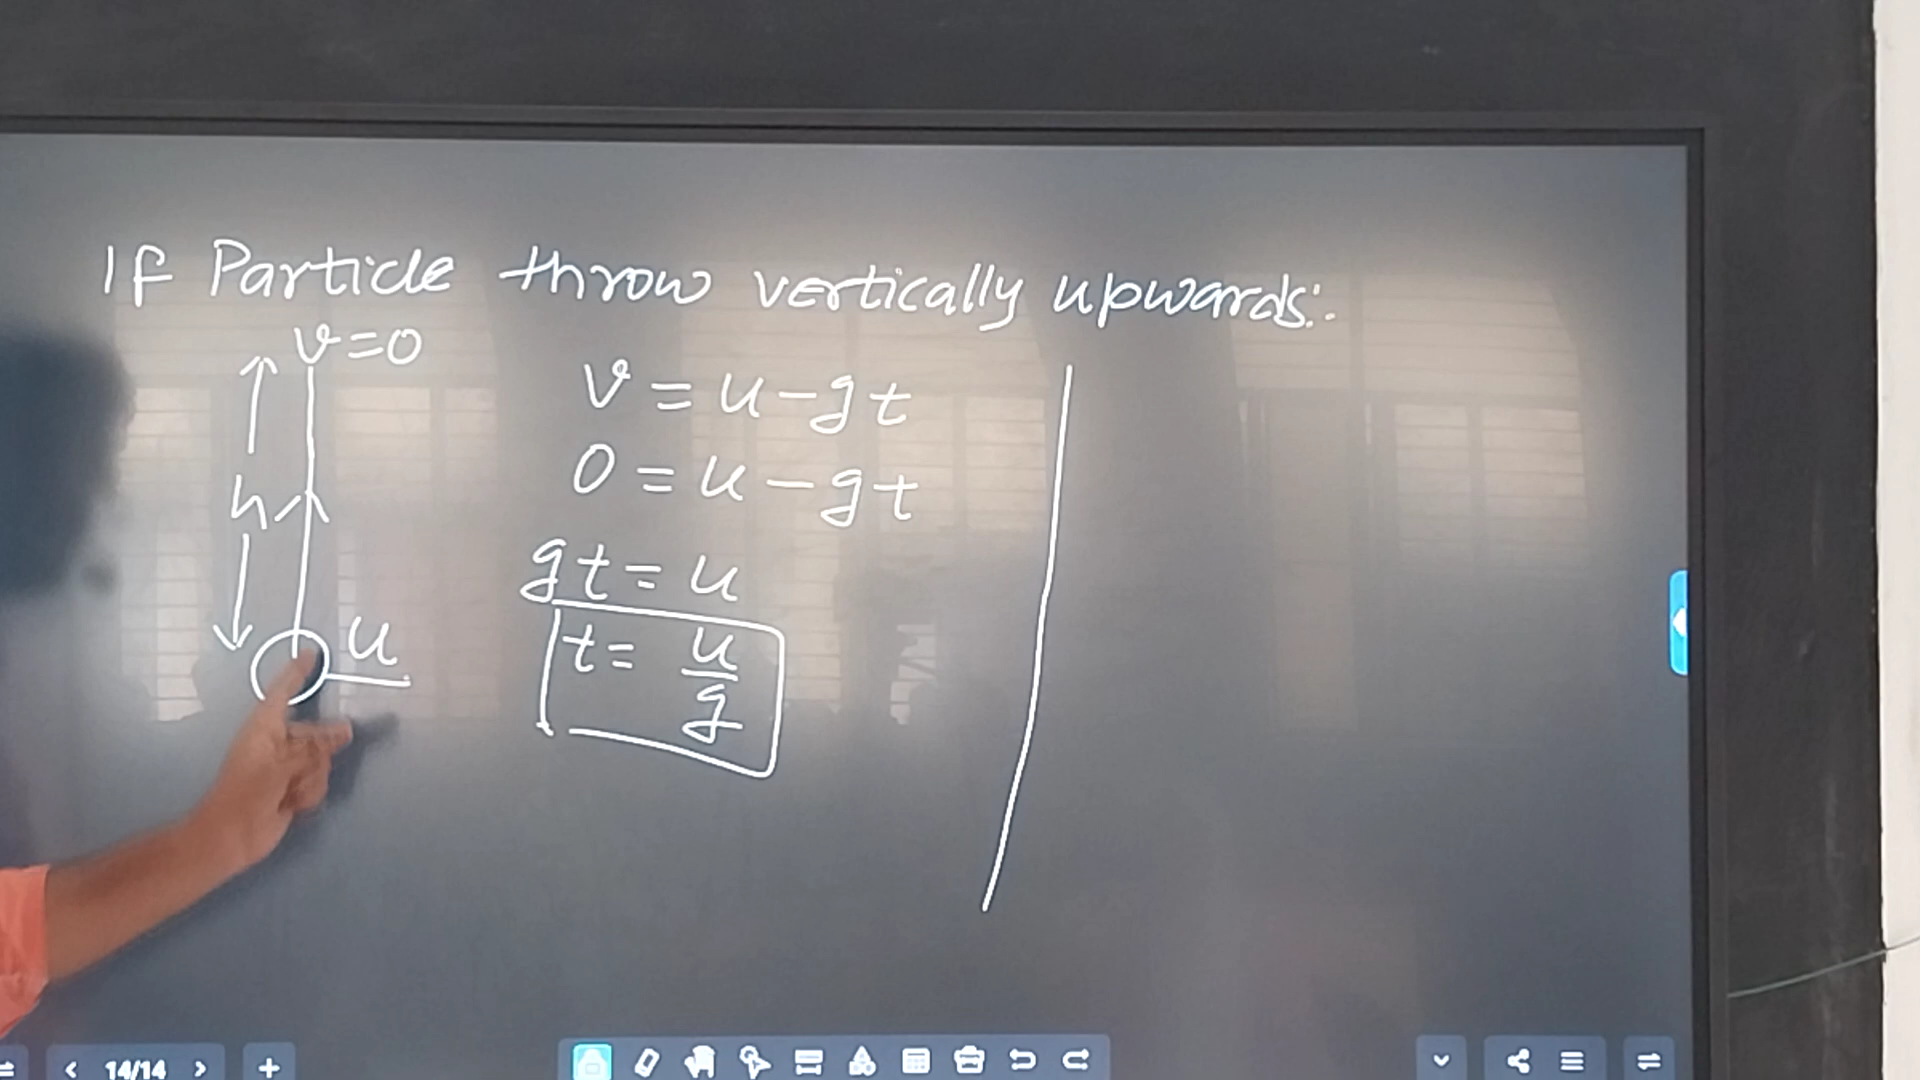 If Particle throw vertically upwards:.
v=0
h
u
v = u - gt
0 = u - gt
gt = u
t = u/g
14/14